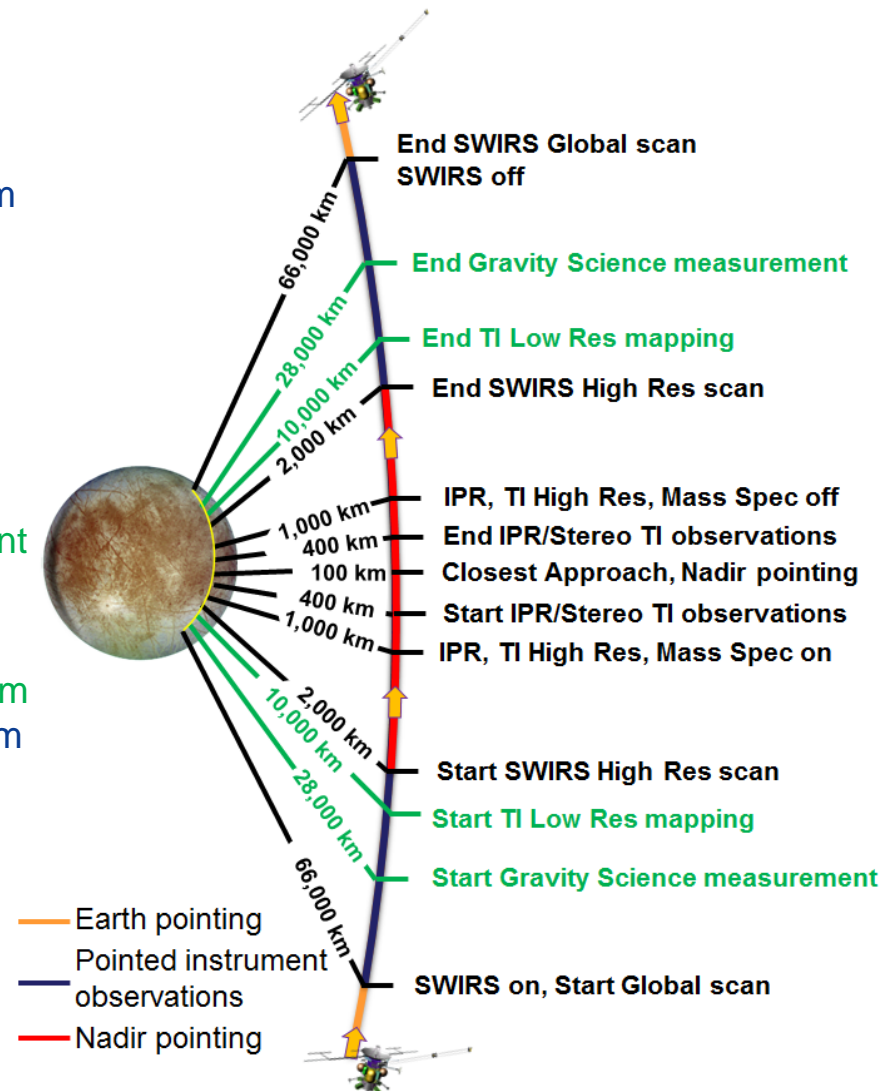 End SWIRS Global scan
SWIRS off
66,000 km
End Gravity Science measurement
28,000 km
End TI Low Res mapping
10,000 km
End SWIRS High Res scan
2,000 km
IPR, TI High Res, Mass Spec off
1,000 km
End IPR/Stereo TI observations
400 km
100 km
Closest Approach, Nadir pointing
400 km
Start IPR/Stereo TI observations
1,000 km
IPR, TI High Res, Mass Spec on
2,000 km
Start SWIRS High Res scan
10,000 km
Start TI Low Res mapping
28,000 km
Start Gravity Science measurement
66,000 km
SWIRS on, Start Global scan
Earth pointing
Pointed instrument
observations
Nadir pointing